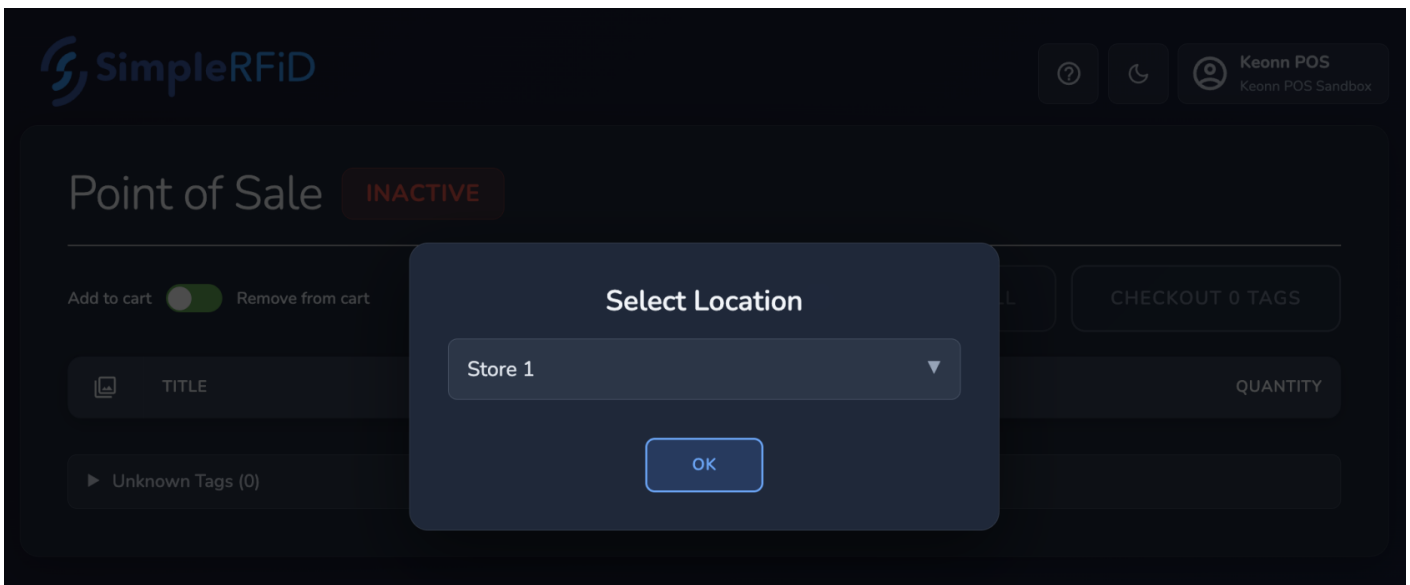 SimpleRFiD
Keonn POS
Keonn POS Sandbox
Point of Sale
INACTIVE
Add to cart
Remove from cart
CHECKOUT 0 TAGS
Select Location
Store 1
OK
TITLE
QUANTITY
Unknown Tags (0)